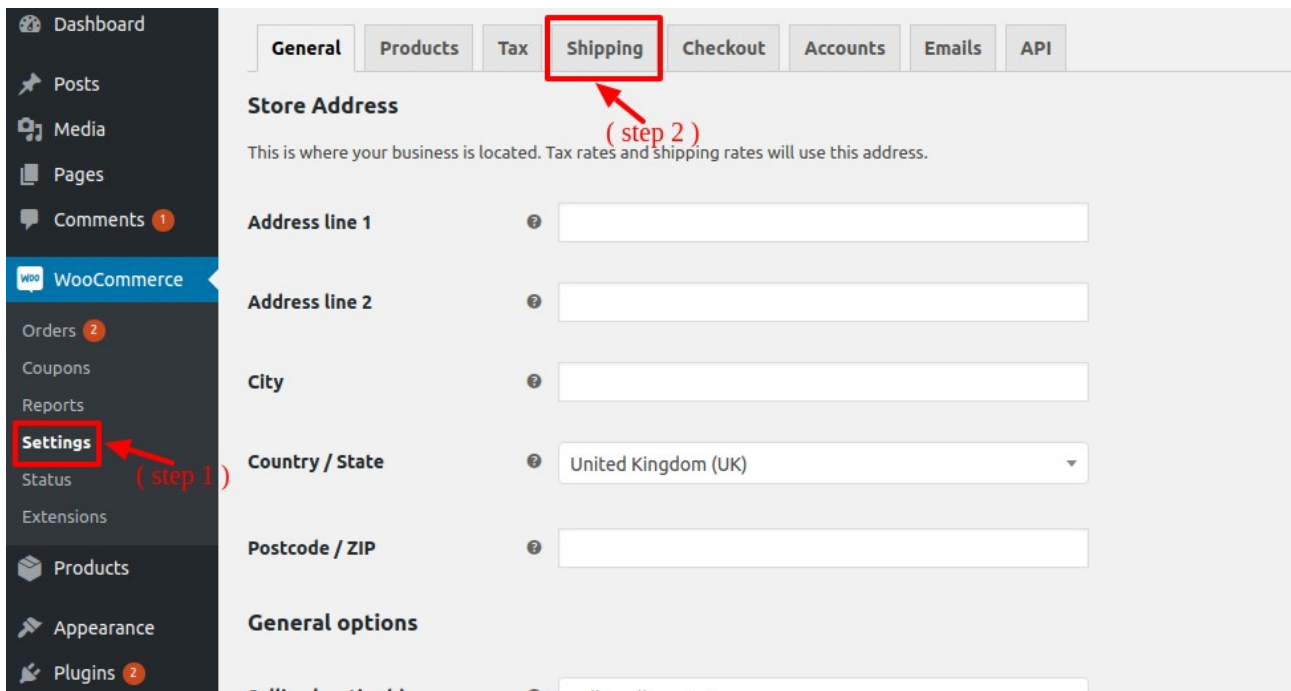 Dashboard
Posts
Media
Pages
Comments 1
WOO WooCommerce
Orders 2
Coupons
Reports
Settings
( step 1 )
Status
Extensions
Products
Appearance
Plugins 2
General Products Tax Shipping Checkout Accounts Emails API
Store Address
( step 2 )
This is where your business is located. Tax rates and shipping rates will use this address.
Address line 1
Address line 2
City
Country / State United Kingdom (UK)
Postcode / ZIP
General options